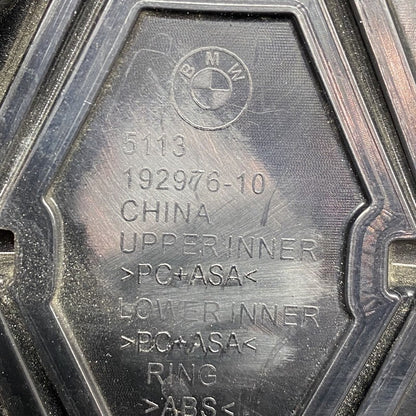 BMW
5113
192976-10
CHINA
UPPER INNER
>PC+ASA<
LOWER INNER
>PC+ASA<
RING
>ABS<